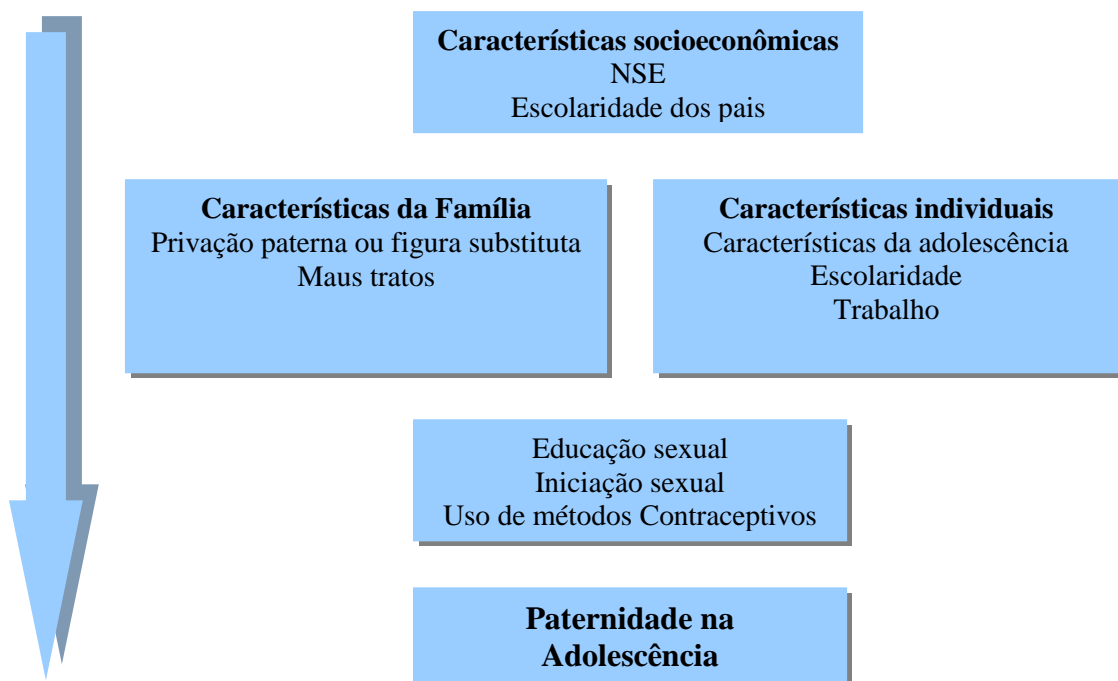 Características socioeconômicas
NSE
Escolaridade dos pais
Características da Família
Privação paterna ou figura substituta
Maus tratos
Características individuais
Características da adolescência
Escolaridade
Trabalho
Educação sexual
Iniciação sexual
Uso de métodos Contraceptivos
Paternidade na
Adolescência